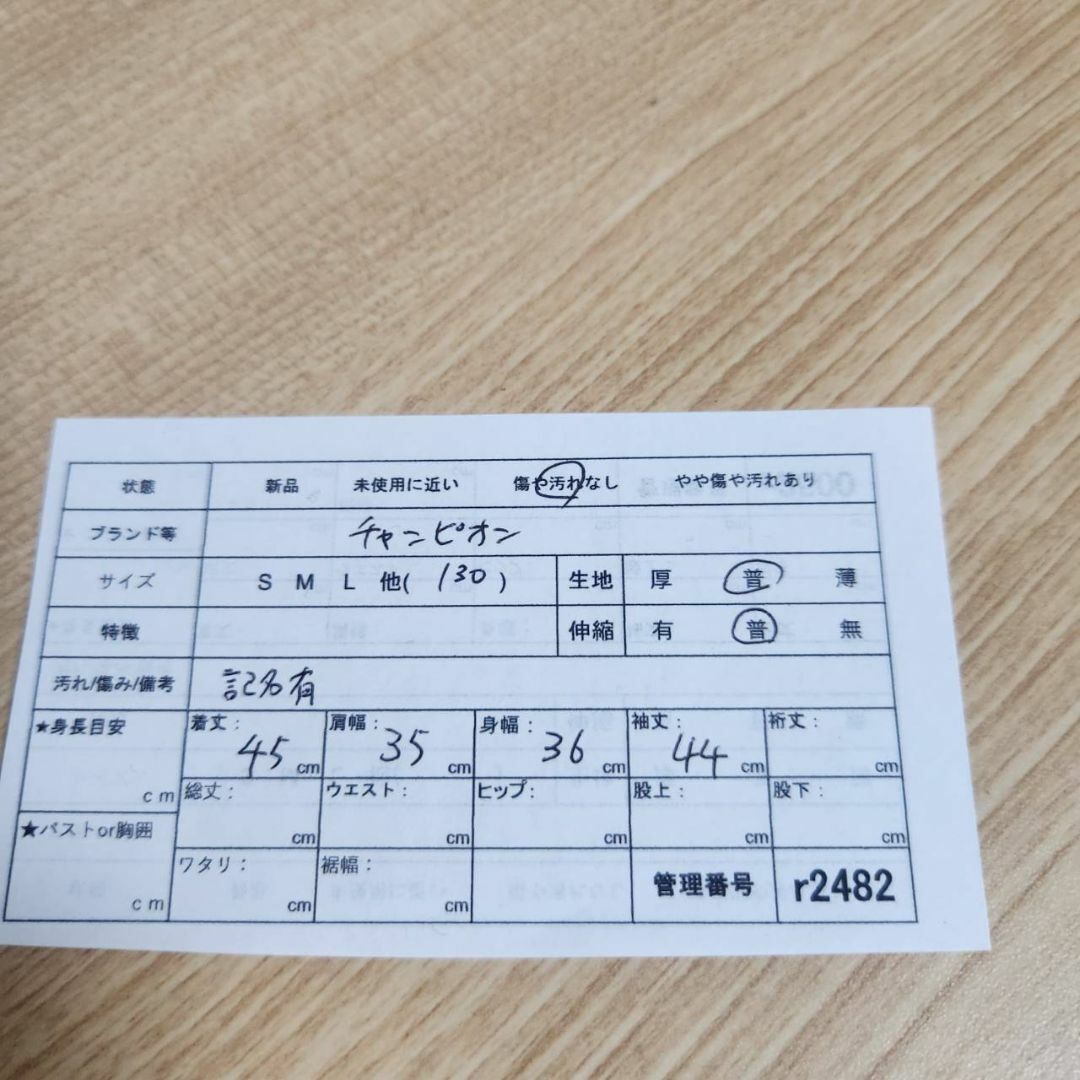 状態 新品 未使用に近い 傷や汚れなし やや傷や汚れあり
ブランド等 チャンピオン
サイズ S M L 他( 130 ) 生地 厚 普 薄
特徴 伸縮 有 普 無
汚れ/傷み/備考 記名有
★身長目安 cm
着丈: 45 cm 肩幅: 35 cm 身幅: 36 cm 袖丈: 44 cm 裄丈: cm
総丈: cm ウエスト: cm ヒップ: cm 股上: cm 股下: cm
★バストor胸囲 cm
ワタリ: cm 裾幅: cm 管理番号 r2482